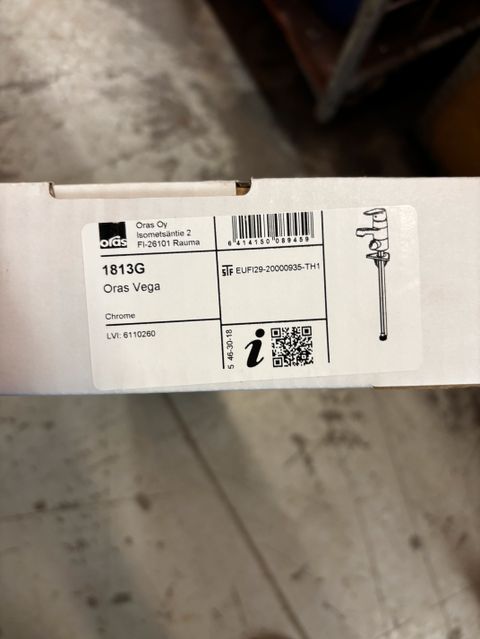 oras
Oras Oy
Isometsäntie 2
FI-26101 Rauma
1813G
Oras Vega
Chrome
LVI: 6110260
6 414150 089459
STF EUFI29-20000935-TH1
5 46-30-18
i